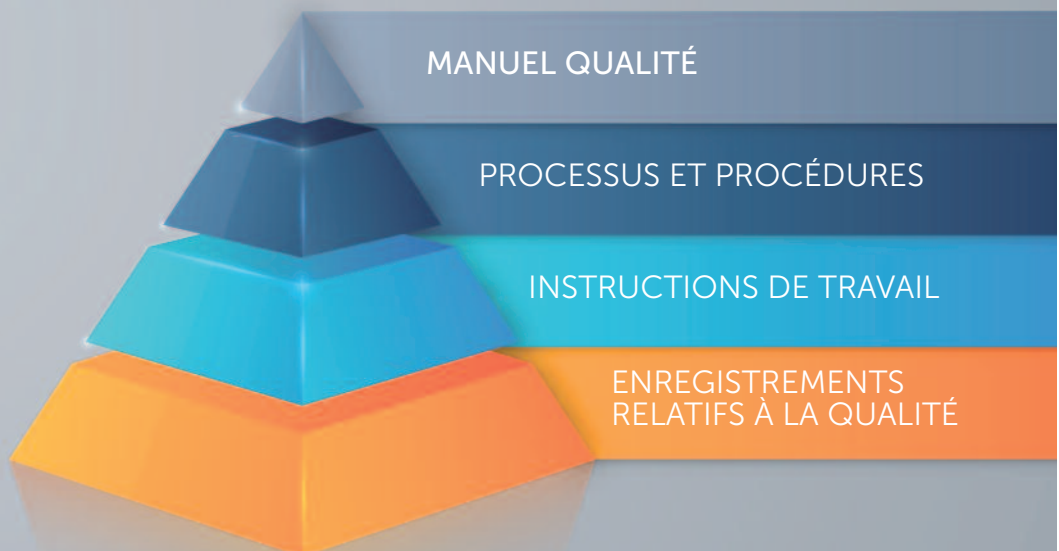 MANUEL QUALITÉ
PROCESSUS ET PROCÉDURES
INSTRUCTIONS DE TRAVAIL
ENREGISTREMENTS
RELATIFS À LA QUALITÉ